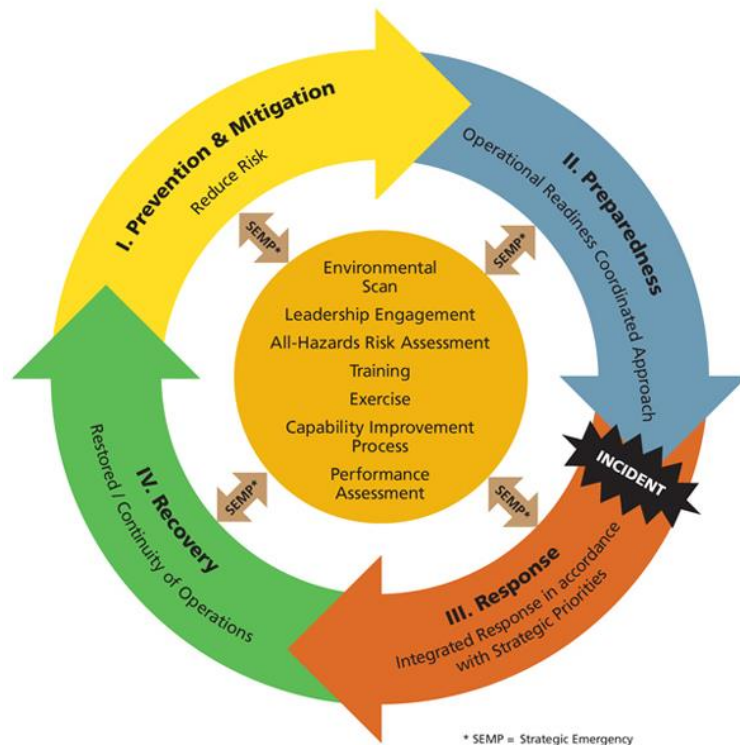 I. Prevention & Mitigation
Reduce Risk
II. Preparedness
Operational Readiness Coordinated Approach
INCIDENT
III. Response
Integrated Response in accordance
with Strategic Priorities
IV. Recovery
Restored / Continuity of Operations
SEMP*
SEMP*
SEMP*
SEMP*
Environmental
Scan
Leadership Engagement
All-Hazards Risk Assessment
Training
Exercise
Capability Improvement
Process
Performance
Assessment
* SEMP = Strategic Emergency